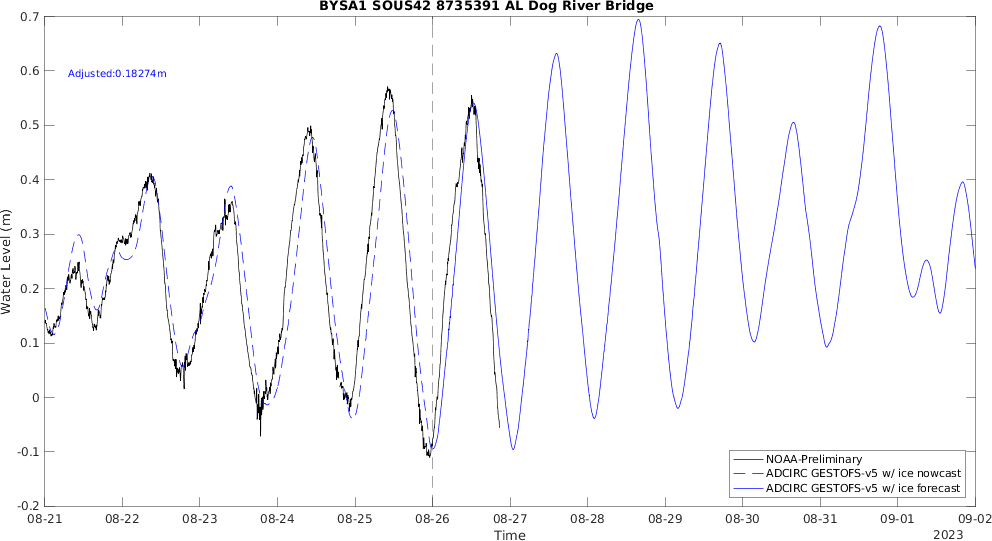 BYSA1 SOUS42 8735391 AL Dog River Bridge
Adjusted:0.18274m
Water Level (m)
0.7
0.6
0.5
0.4
0.3
0.2
0.1
0
-0.1
-0.2
NOAA-Preliminary
ADCIRC GESTOFS-v5 w/ ice nowcast
ADCIRC GESTOFS-v5 w/ ice forecast
08-21 08-22 08-23 08-24 08-25 08-26 08-27 08-28 08-29 08-30 08-31 09-01 09-02
Time
2023